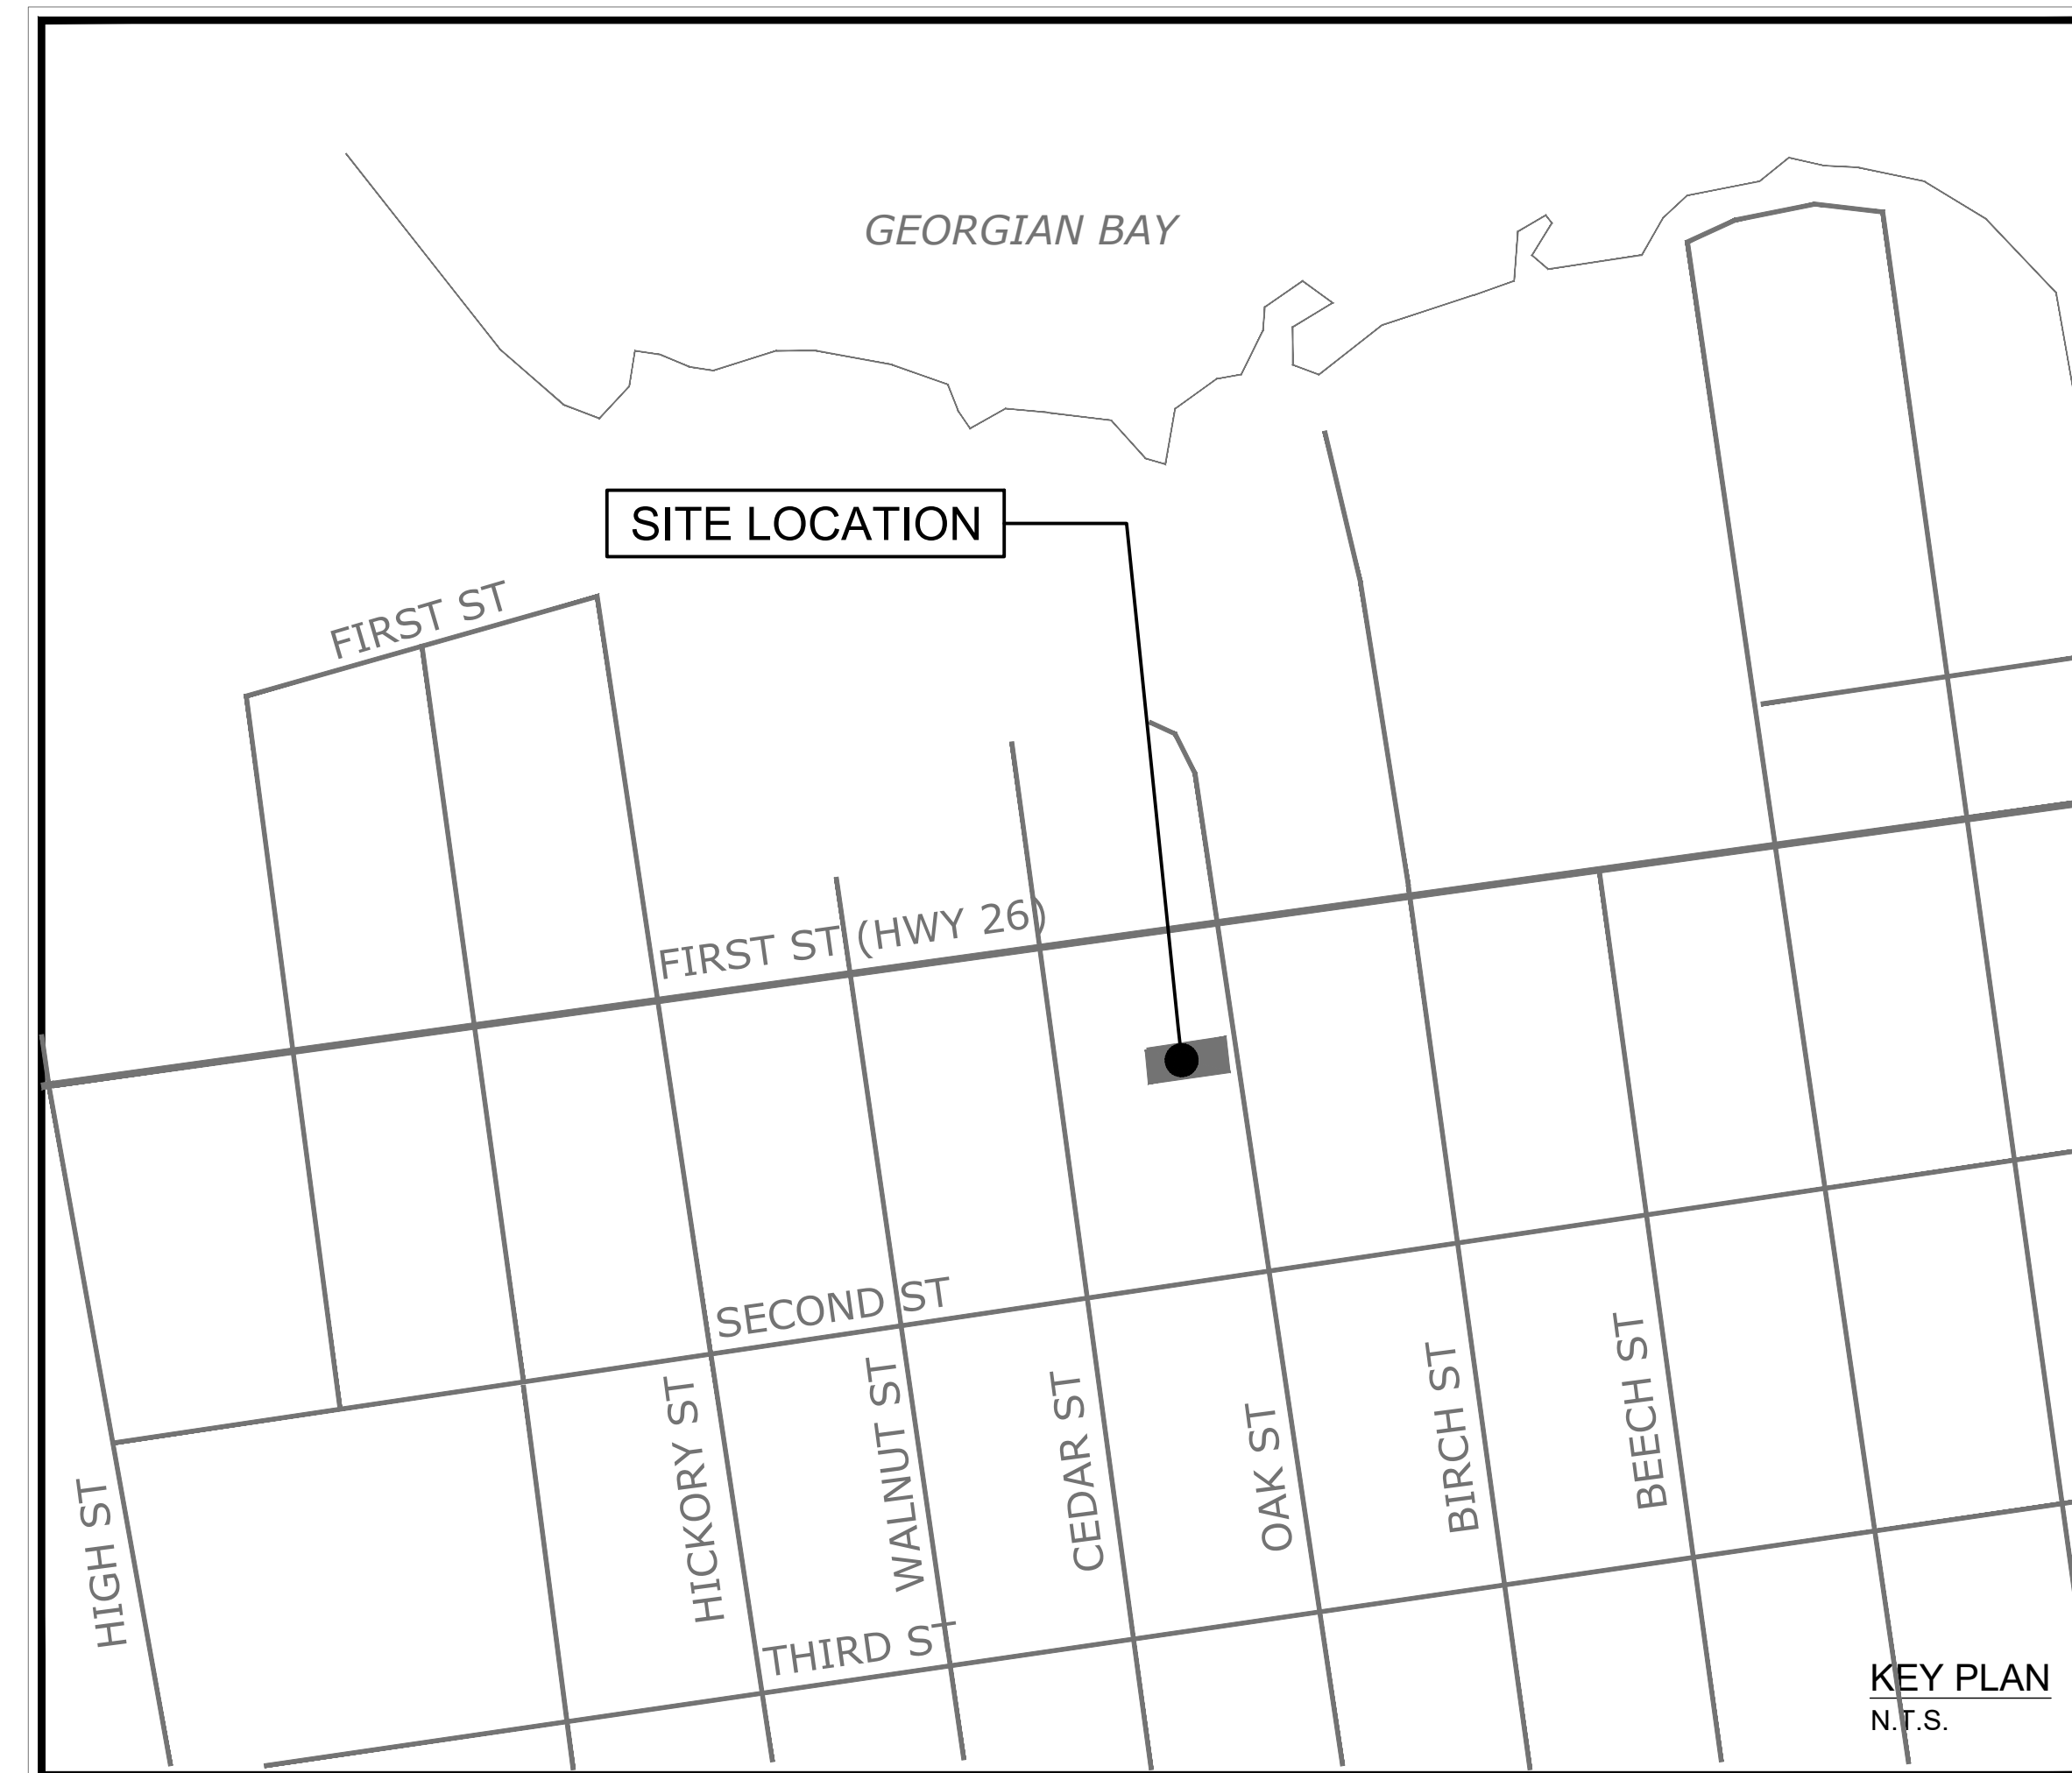 GEORGIAN BAY
SITE LOCATION
FIRST ST
FIRST ST (HWY 26)
SECOND ST
HIGH ST
HICKORY ST
WALNUT ST
CEDAR ST
OAK ST
BIRCH ST
BEECH ST
THIRD ST
KEY PLAN
N.T.S.